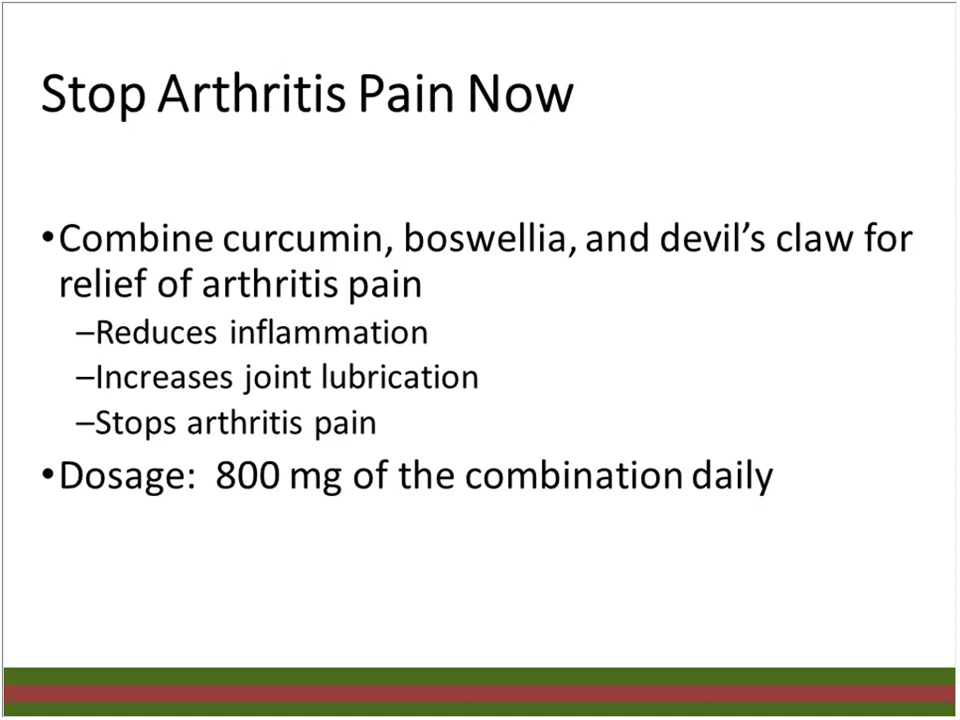 Stop Arthritis Pain Now
•Combine curcumin, boswellia, and devil’s claw for
relief of arthritis pain
–Reduces inflammation
–Increases joint lubrication
–Stops arthritis pain
•Dosage:  800 mg of the combination daily